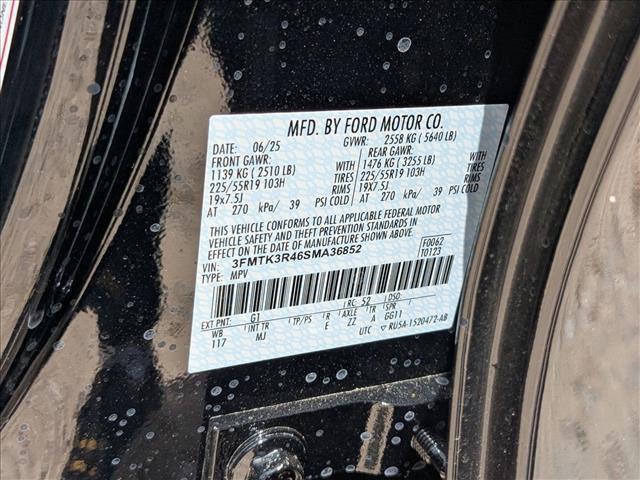 MFD. BY FORD MOTOR CO.
DATE: 06/25 GVWR: 2558 KG (5640 LB)
FRONT GAWR: REAR GAWR:
1139 KG (2510 LB) WITH 1476 KG (3255 LB) WITH
225/55R19 103H TIRES 225/55R19 103H TIRES
19x7.5J RIMS 19x7.5J RIMS
AT 270 kPa/ 39 PSI COLD AT 270 kPa/ 39 PSI COLD
THIS VEHICLE CONFORMS TO ALL APPLICABLE FEDERAL MOTOR
VEHICLE SAFETY AND THEFT PREVENTION STANDARDS IN
EFFECT ON THE DATE OF MANUFACTURE SHOWN ABOVE.
VIN: 3FMTK3R46SMA36852 F0062
TYPE: MPV T0123
EXT PNT: G1 RC: 52 DSO:
WB INT TR TP/PS R AXLE TR SPR
117 MJ E ZZ A GG11
UTC ▽ RU5A-1520472-AB